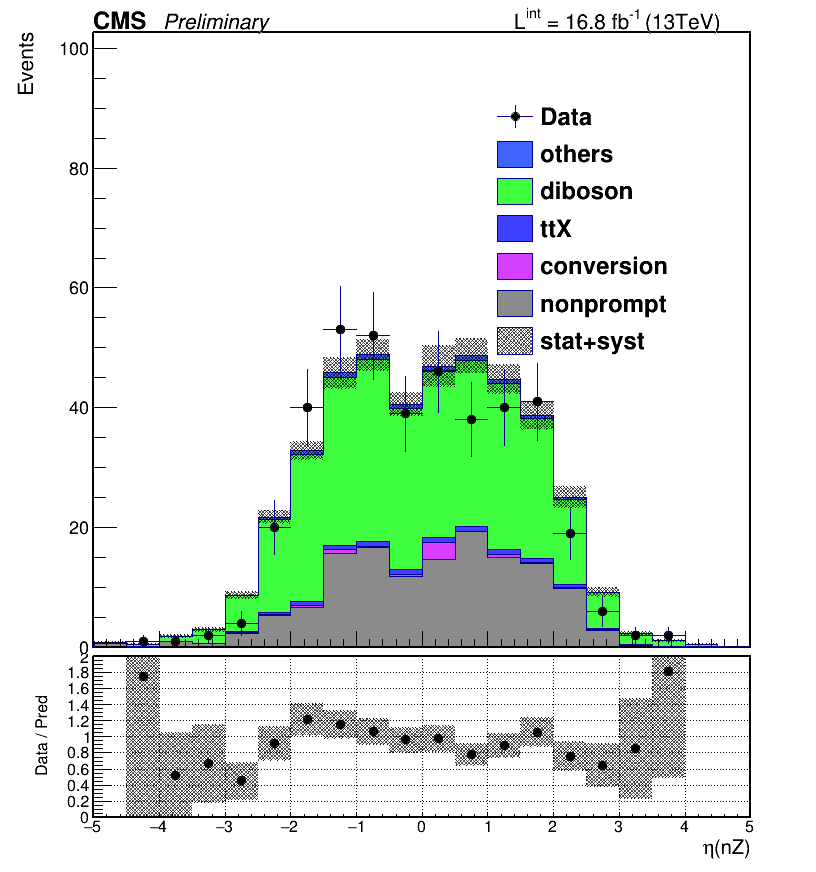 CMS Preliminary L^int = 16.8 fb^-1 (13TeV)
Events
100
80
60
40
20
0
Data
others
diboson
ttX
conversion
nonprompt
stat+syst
Data / Pred
2
1.8
1.6
1.4
1.2
1
0.8
0.6
0.4
0.2
0
−5 −4 −3 −2 −1 0 1 2 3 4 5
η(nZ)